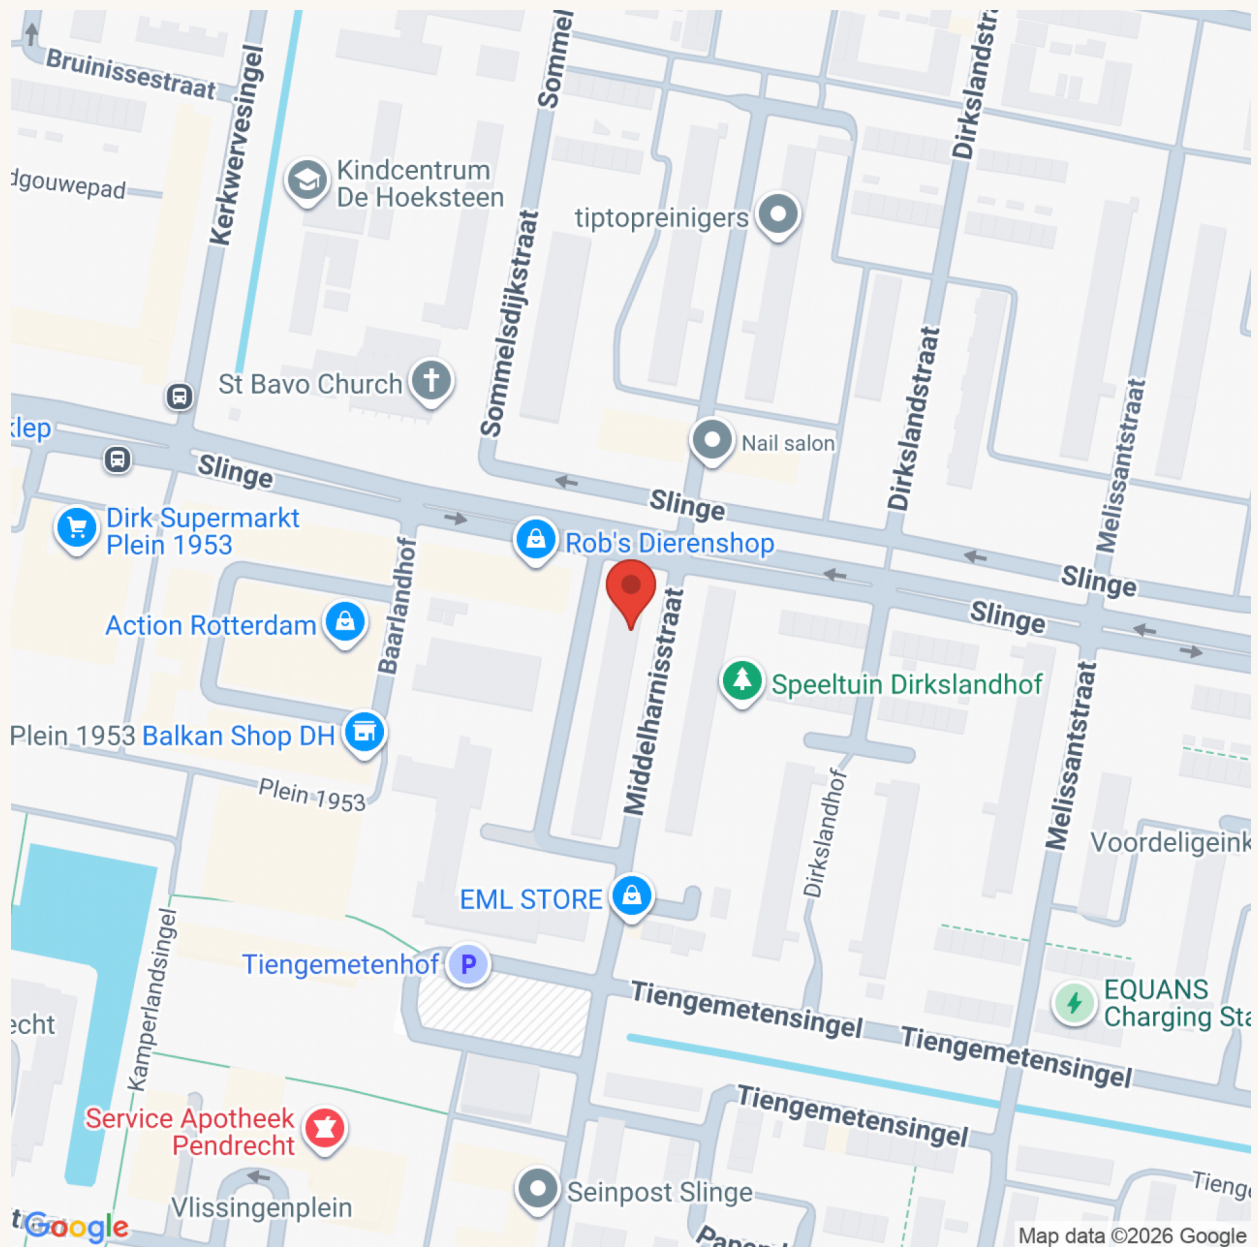 Sommel
Dirkslandstr
Bruinissestraat
Kerkwervesingel
Kindcentrum
De Hoeksteen
dgouwepad
tiptopreinigers
Sommelsdijkstraat
St Bavo Church
Dirkslandstraat
Melissantstraat
klep
Nail salon
Slinge
Slinge
Dirk Supermarkt
Plein 1953
Rob's Dierenshop
Slinge
Slinge
Baarlandhof
Action Rotterdam
Middelharnisstraat
Speeltuin Dirkslandhof
Melissantstraat
Plein 1953
Balkan Shop DH
Plein 1953
Dirkslandhof
Voordeligeink
EML STORE
Kamperlandsingel
Tiengemetenhof
P
Tiengemetensingel
Tiengemetensingel
EQUANS
Charging Sta
echt
Tiengemetensingel
Service Apotheek
Pendrecht
Seinpost Slinge
Vlissingenplein
Tieng
Google
Map data ©2026 Google